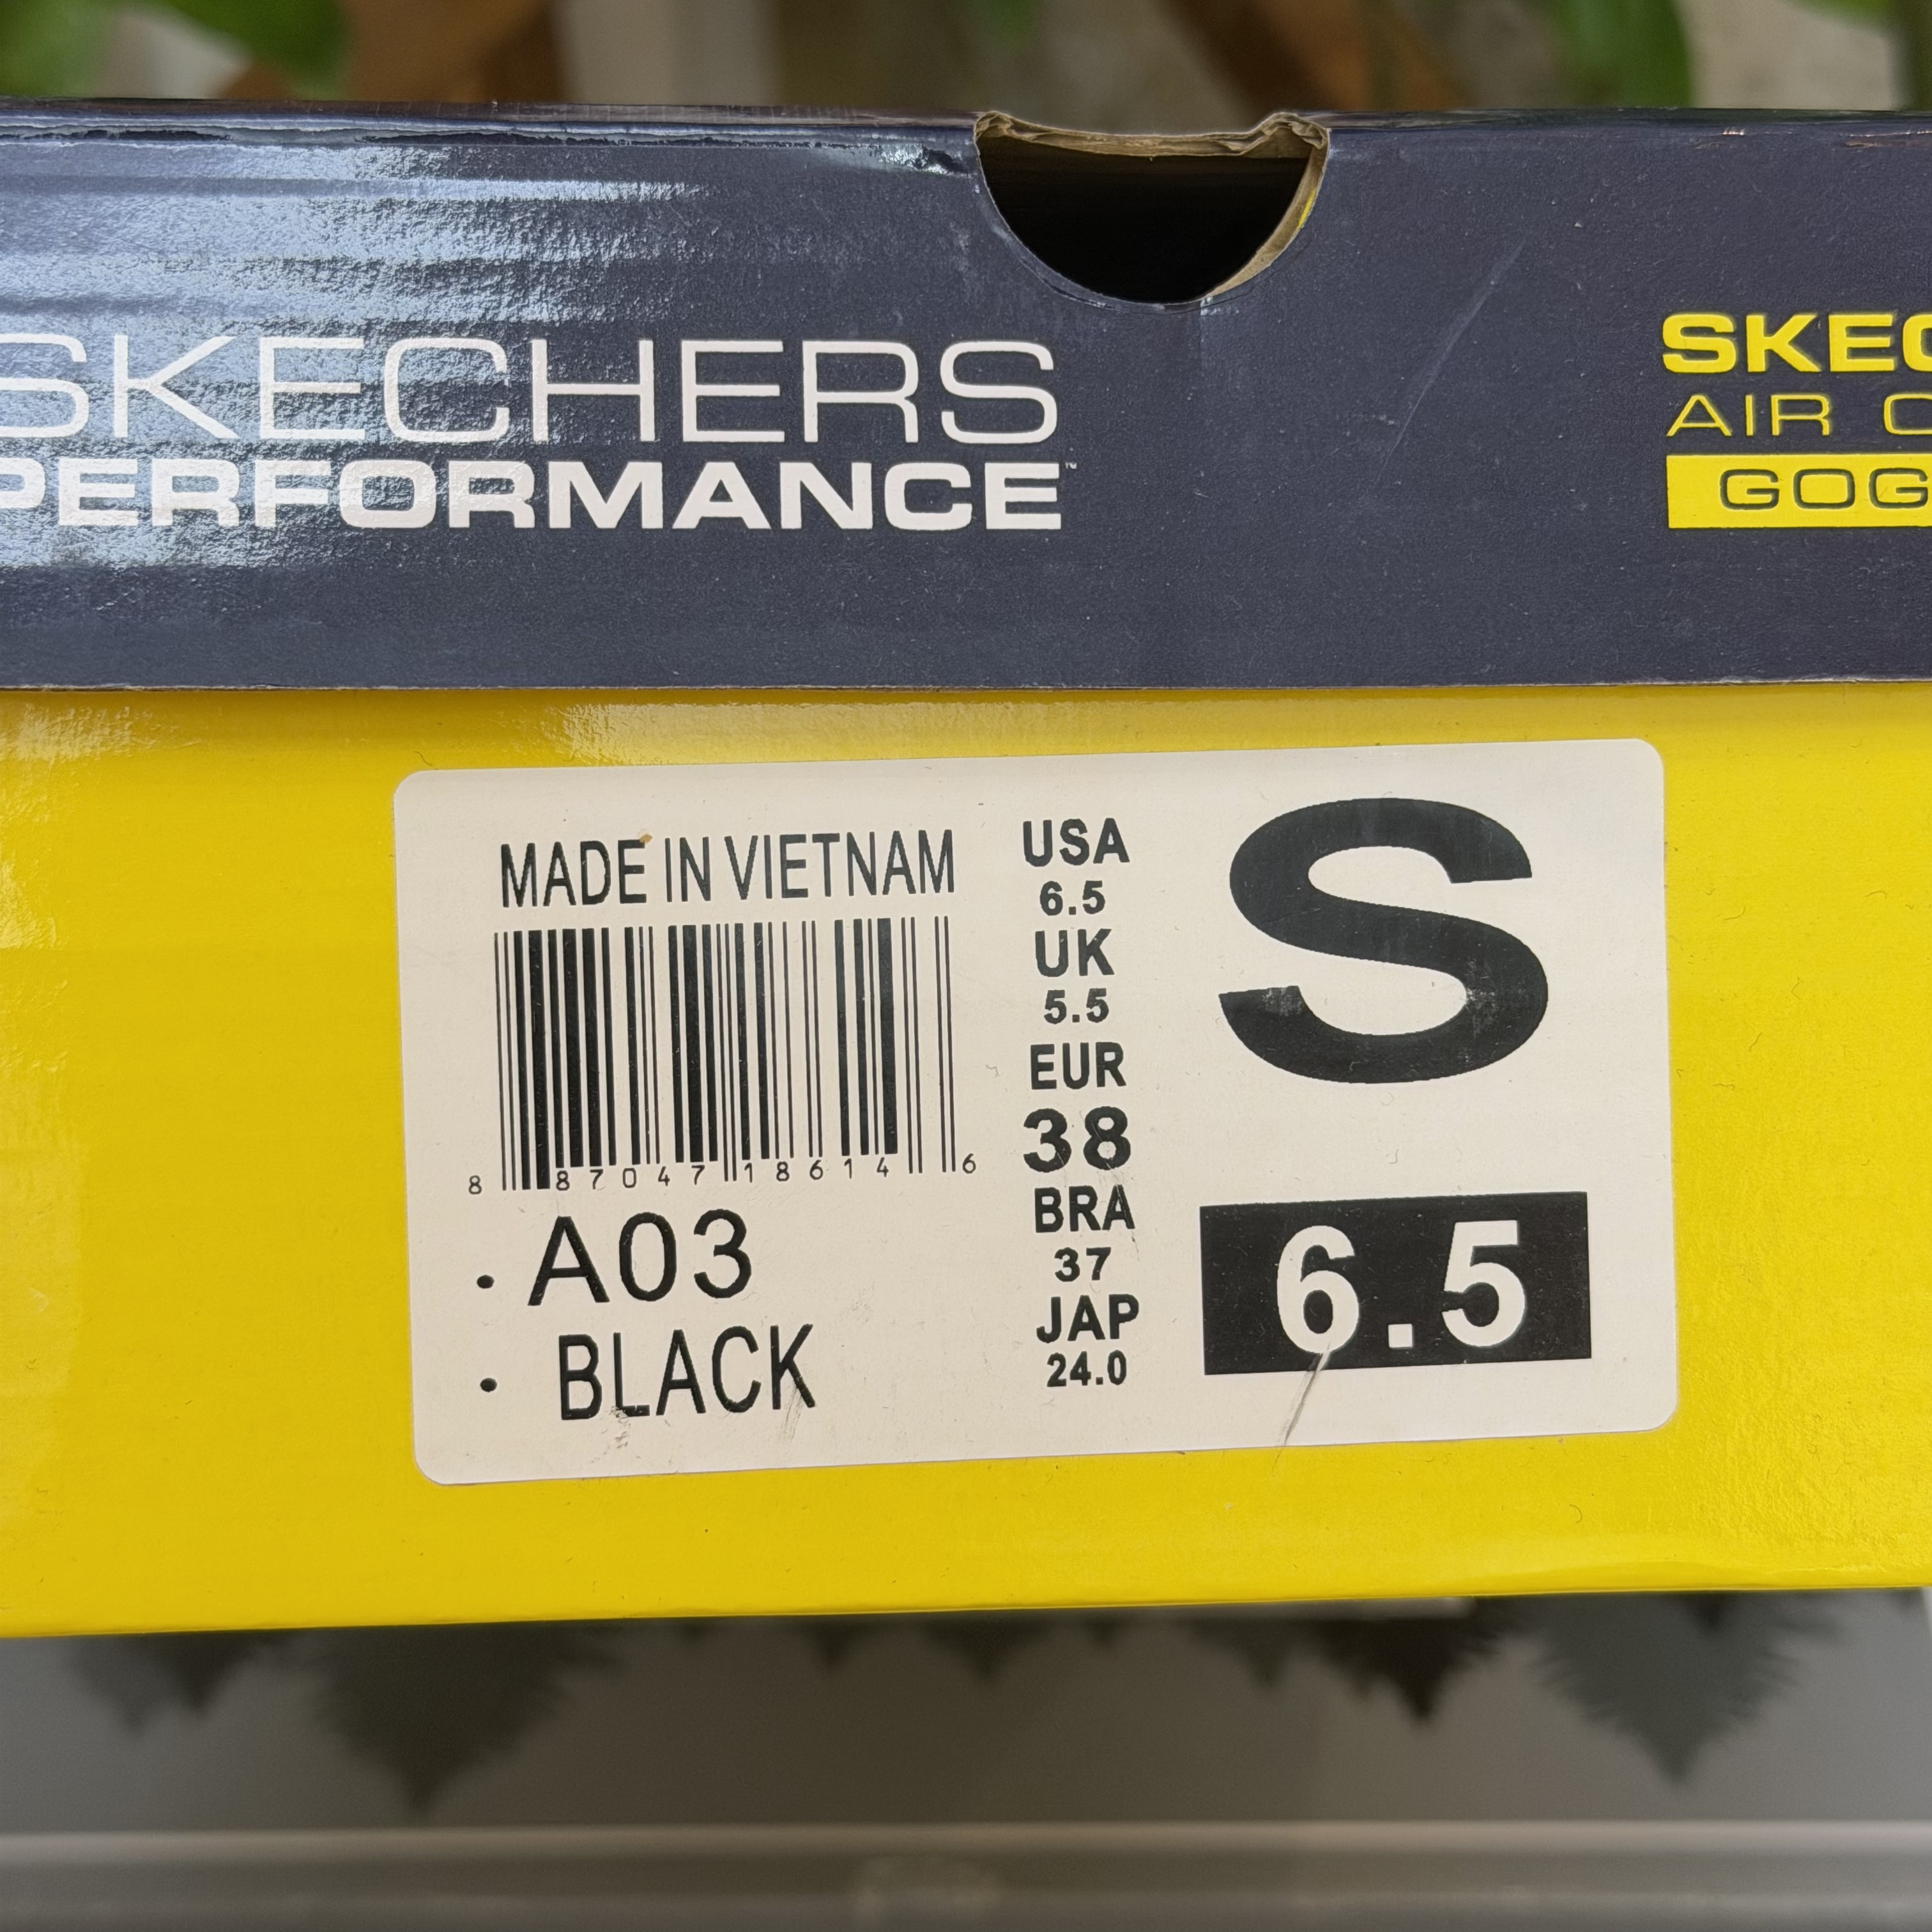 SKECHERS
PERFORMANCE™
SKEC
AIR C
GOG
MADE IN VIETNAM
8 87047 18614 6
· A03
· BLACK
USA
6.5
UK
5.5
EUR
38
BRA
37
JAP
24.0
S
6.5